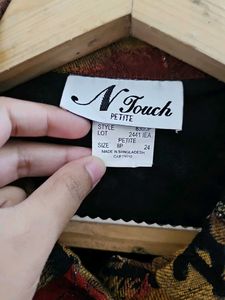 N Touch
PETITE
STYLE
LOT 2441 IEA
PETITE
SIZE 8P 24
MADE IN BANGLADESH